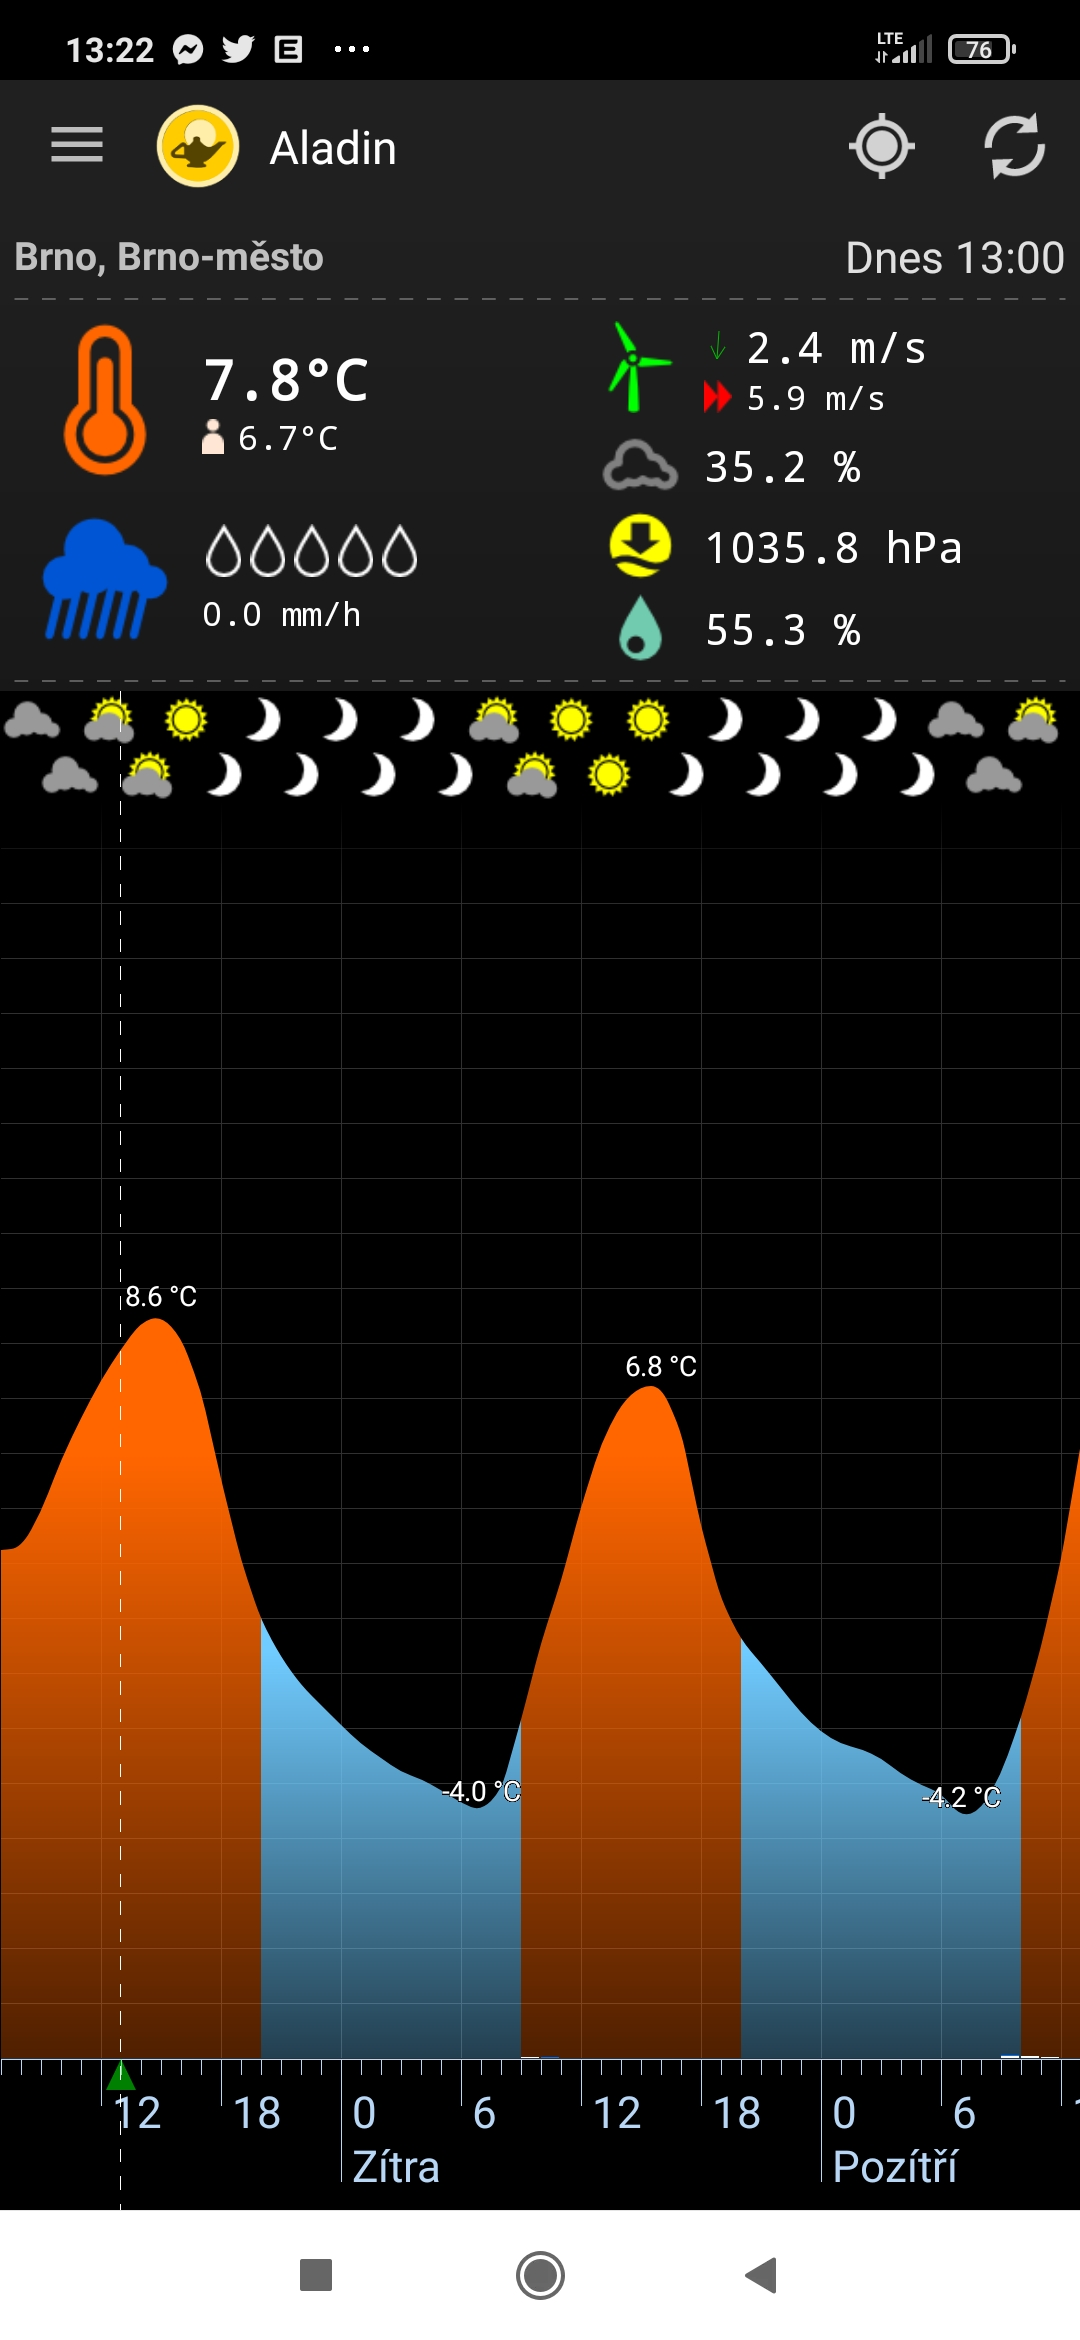 13:22
LTE
76
Aladin
Brno, Brno-město
Dnes 13:00
7.8°C
6.7°C
0.0 mm/h
2.4 m/s
5.9 m/s
35.2 %
1035.8 hPa
55.3 %
8.6 °C
6.8 °C
-4.0 °C
-4.2 °C
12 18 0 6 12 18 0 6
Zítra Pozítří